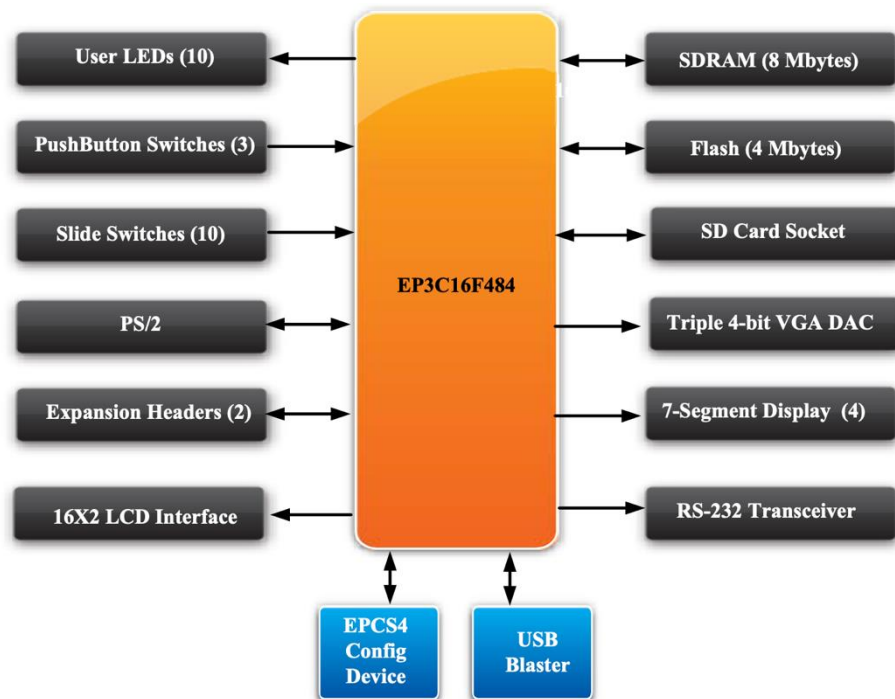 User LEDs (10)
PushButton Switches (3)
Slide Switches (10)
PS/2
Expansion Headers (2)
16X2 LCD Interface
EP3C16F484
SDRAM (8 Mbytes)
Flash (4 Mbytes)
SD Card Socket
Triple 4-bit VGA DAC
7-Segment Display (4)
RS-232 Transceiver
EPCS4
Config
Device
USB
Blaster